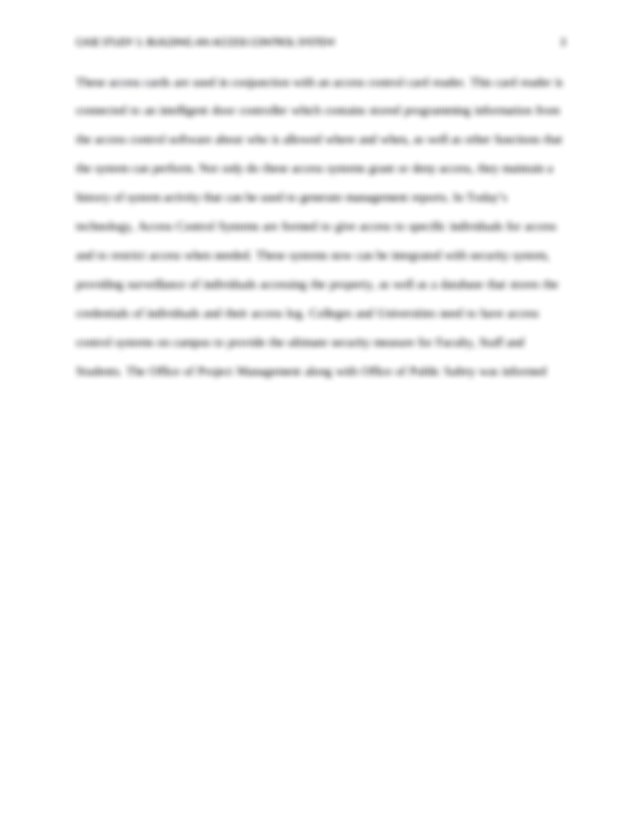 CASE STUDY 1: BUILDING AN ACCESS CONTROL SYSTEM
These access cards are used in conjunction with an access control card reader. This card reader is
connected to an intelligent door controller which contains stored programming information from
the access control software about who is allowed where and when, as well as other functions that
the system can perform. Not only do these access systems grant or deny access, they maintain a
history of system activity that can be used to generate management reports. In Today's
technology, Access Control Systems are formed to give access to specific individuals for access
and to restrict access when needed. These systems now can be integrated with security system,
providing surveillance of individuals accessing the property, as well as a database that stores the
credentials of individuals and their access log. Colleges and Universities need to have access
control systems on campus to provide the ultimate security measure for Faculty, Staff and
Students. The Office of Project Management along with Office of Public Safety was informed